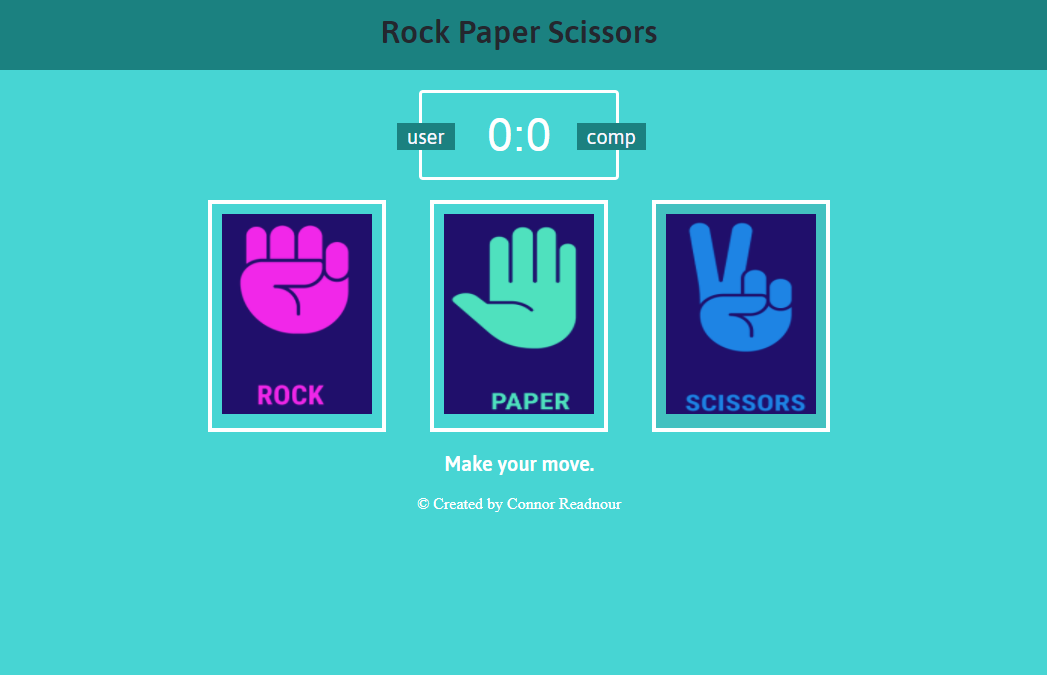 Rock Paper Scissors
user 0:0 comp
ROCK PAPER SCISSORS
Make your move.
© Created by Connor Readnour